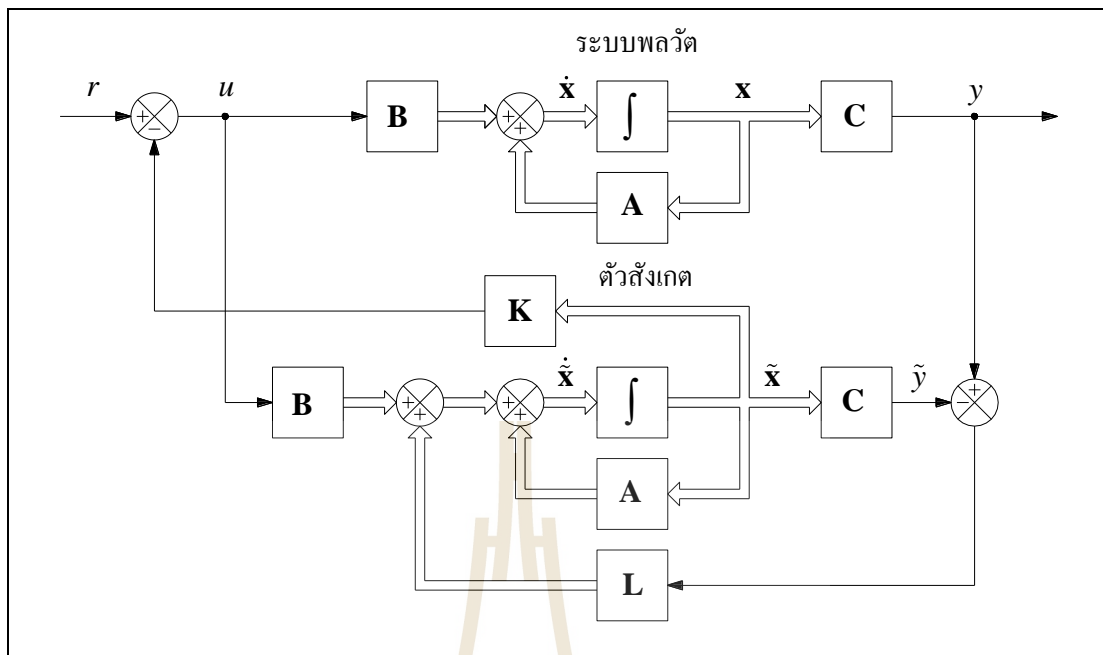 ระบบพลวัต
r + − u B + + ẋ ∫ x C y
A
ตัวสังเกต
K
B + + + + x̃̇ ∫ x̃ C ỹ − +
A
L